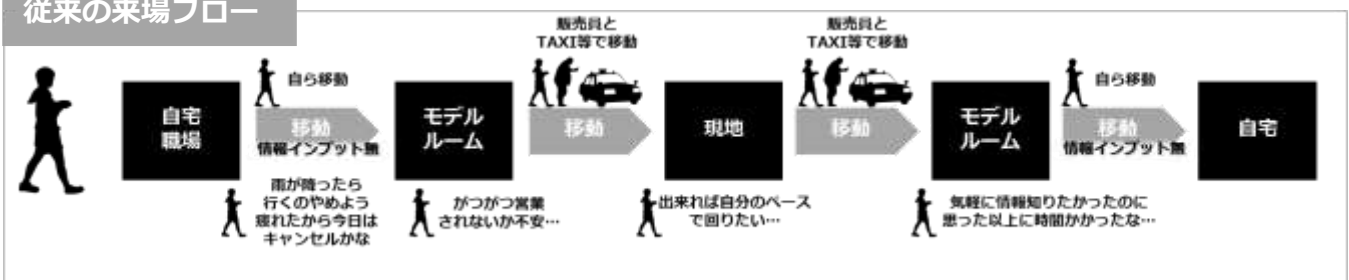 従来の来場フロー
販売員と
TAXI等で移動
販売員と
TAXI等で移動
自ら移動
自ら移動
自宅
職場
移動
情報インプット無
モデル
ルーム
移動
現地
移動
モデル
ルーム
移動
情報インプット無
自宅
雨が降ったら
行くのやめよう
疲れたから今日は
キャンセルかな
がつがつ営業
されないか不安…
出来れば自分のペース
で回りたい…
気軽に情報知りたかったのに
思った以上に時間がかかったな…